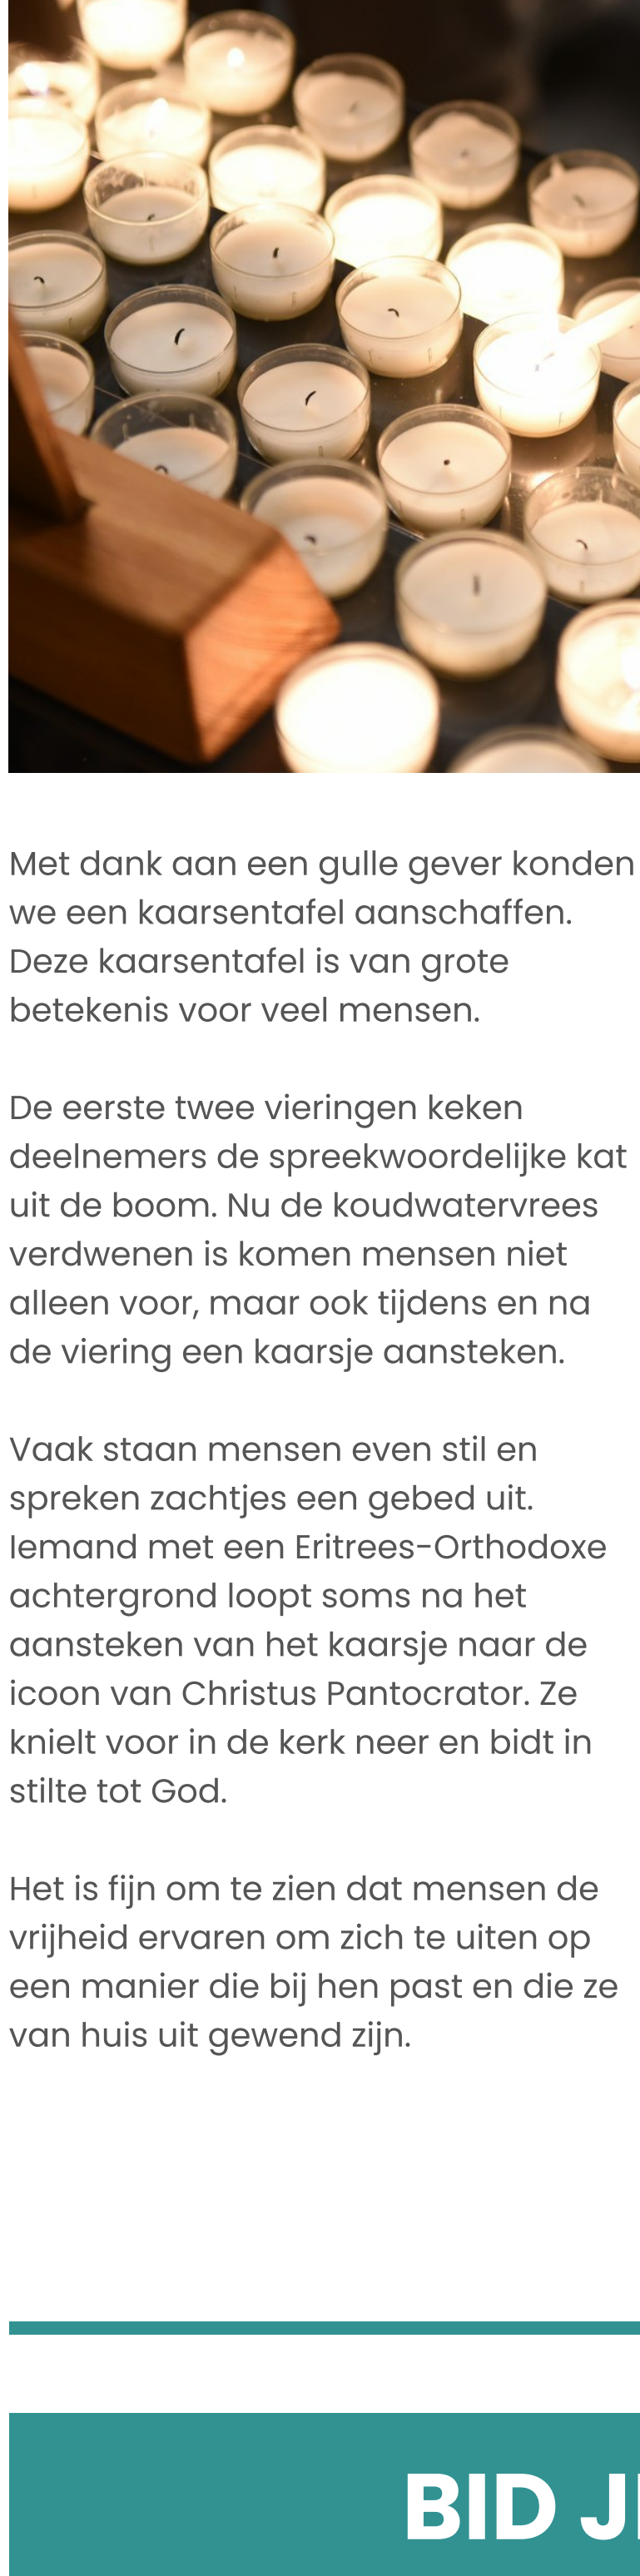 Met dank aan een gulle gever konden
we een kaarsentafel aanschaffen.
Deze kaarsentafel is van grote
betekenis voor veel mensen.
De eerste twee vieringen keken
deelnemers de spreekwoordelijke kat
uit de boom. Nu de koudwatervrees
verdwenen is komen mensen niet
alleen voor, maar ook tijdens en na
de viering een kaarsje aansteken.
Vaak staan mensen even stil en
spreken zachtjes een gebed uit.
Iemand met een Eritrees-Orthodoxe
achtergrond loopt soms na het
aansteken van het kaarsje naar de
icoon van Christus Pantocrator. Ze
knielt voor in de kerk neer en bidt in
stilte tot God.
Het is fijn om te zien dat mensen de
vrijheid ervaren om zich te uiten op
een manier die bij hen past en die ze
van huis uit gewend zijn.
BID